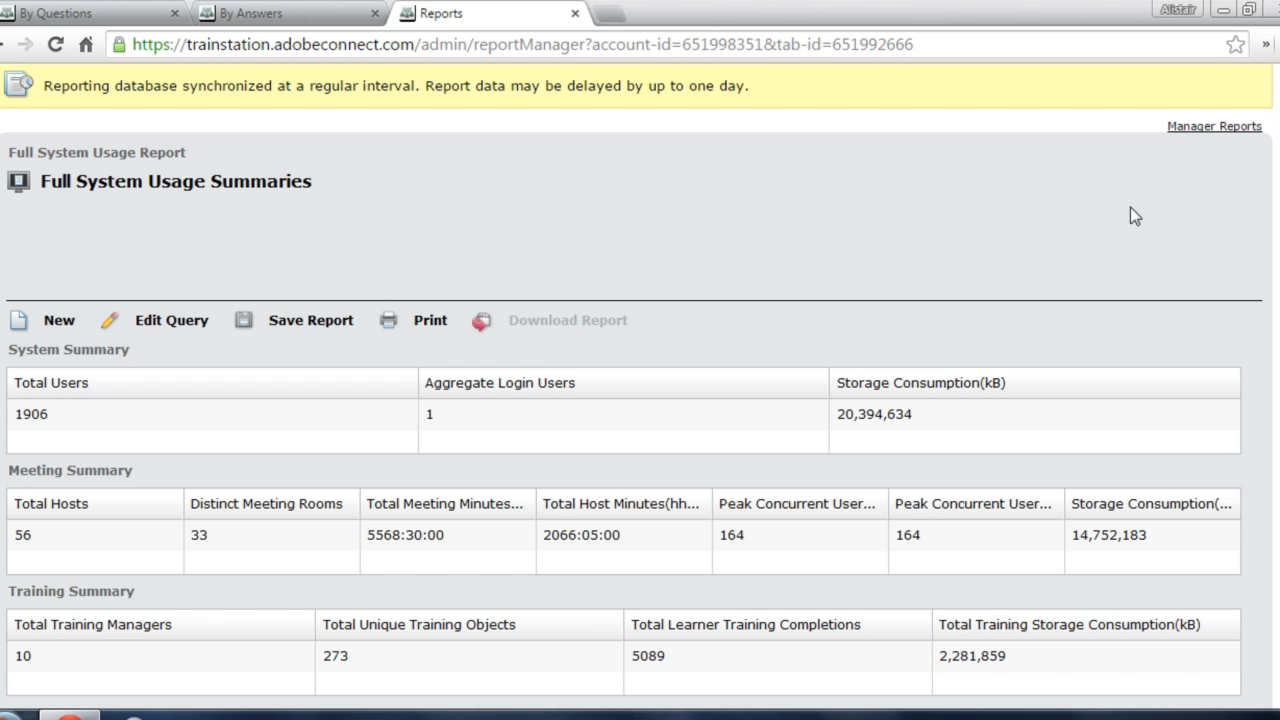 By Questions By Answers Reports Alistair
https://trainstation.adobeconnect.com/admin/reportManager?account-id=651998351&tab-id=651992666
Reporting database synchronized at a regular interval. Report data may be delayed by up to one day.
Manager Reports
Full System Usage Report
Full System Usage Summaries
New Edit Query Save Report Print Download Report
System Summary
Total Users Aggregate Login Users Storage Consumption(kB)
1906 1 20,394,634
Meeting Summary
Total Hosts Distinct Meeting Rooms Total Meeting Minutes... Total Host Minutes(hh... Peak Concurrent User... Peak Concurrent User... Storage Consumption(...
56 33 5568:30:00 2066:05:00 164 164 14,752,183
Training Summary
Total Training Managers Total Unique Training Objects Total Learner Training Completions Total Training Storage Consumption(kB)
10 273 5089 2,281,859